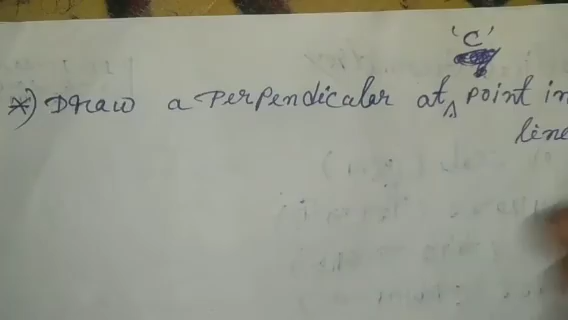 'C'
*) Draw a perpendicular at point in
line